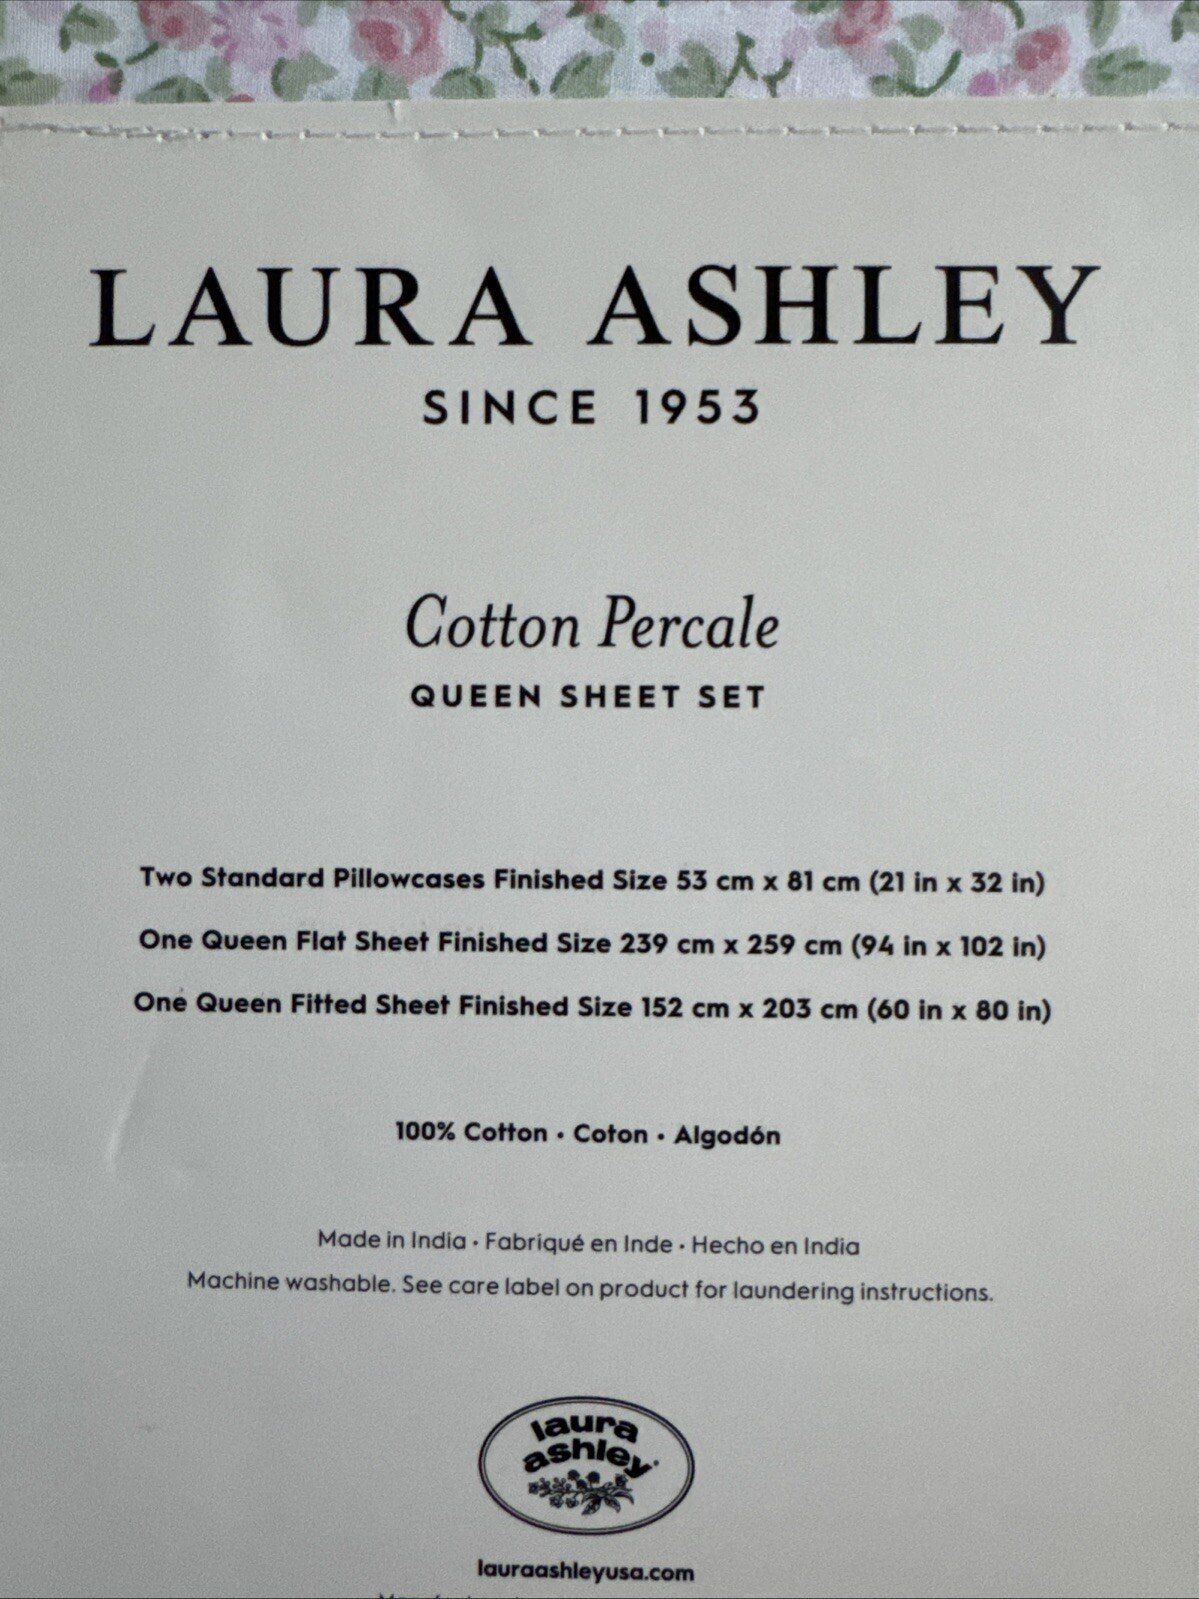 LAURA ASHLEY
SINCE 1953
Cotton Percale
QUEEN SHEET SET
Two Standard Pillowcases Finished Size 53 cm x 81 cm (21 in x 32 in)
One Queen Flat Sheet Finished Size 239 cm x 259 cm (94 in x 102 in)
One Queen Fitted Sheet Finished Size 152 cm x 203 cm (60 in x 80 in)
100% Cotton • Coton • Algodón
Made in India • Fabriqué en Inde • Hecho en India
Machine washable. See care label on product for laundering instructions.
laura
ashley
lauraashleyusa.com